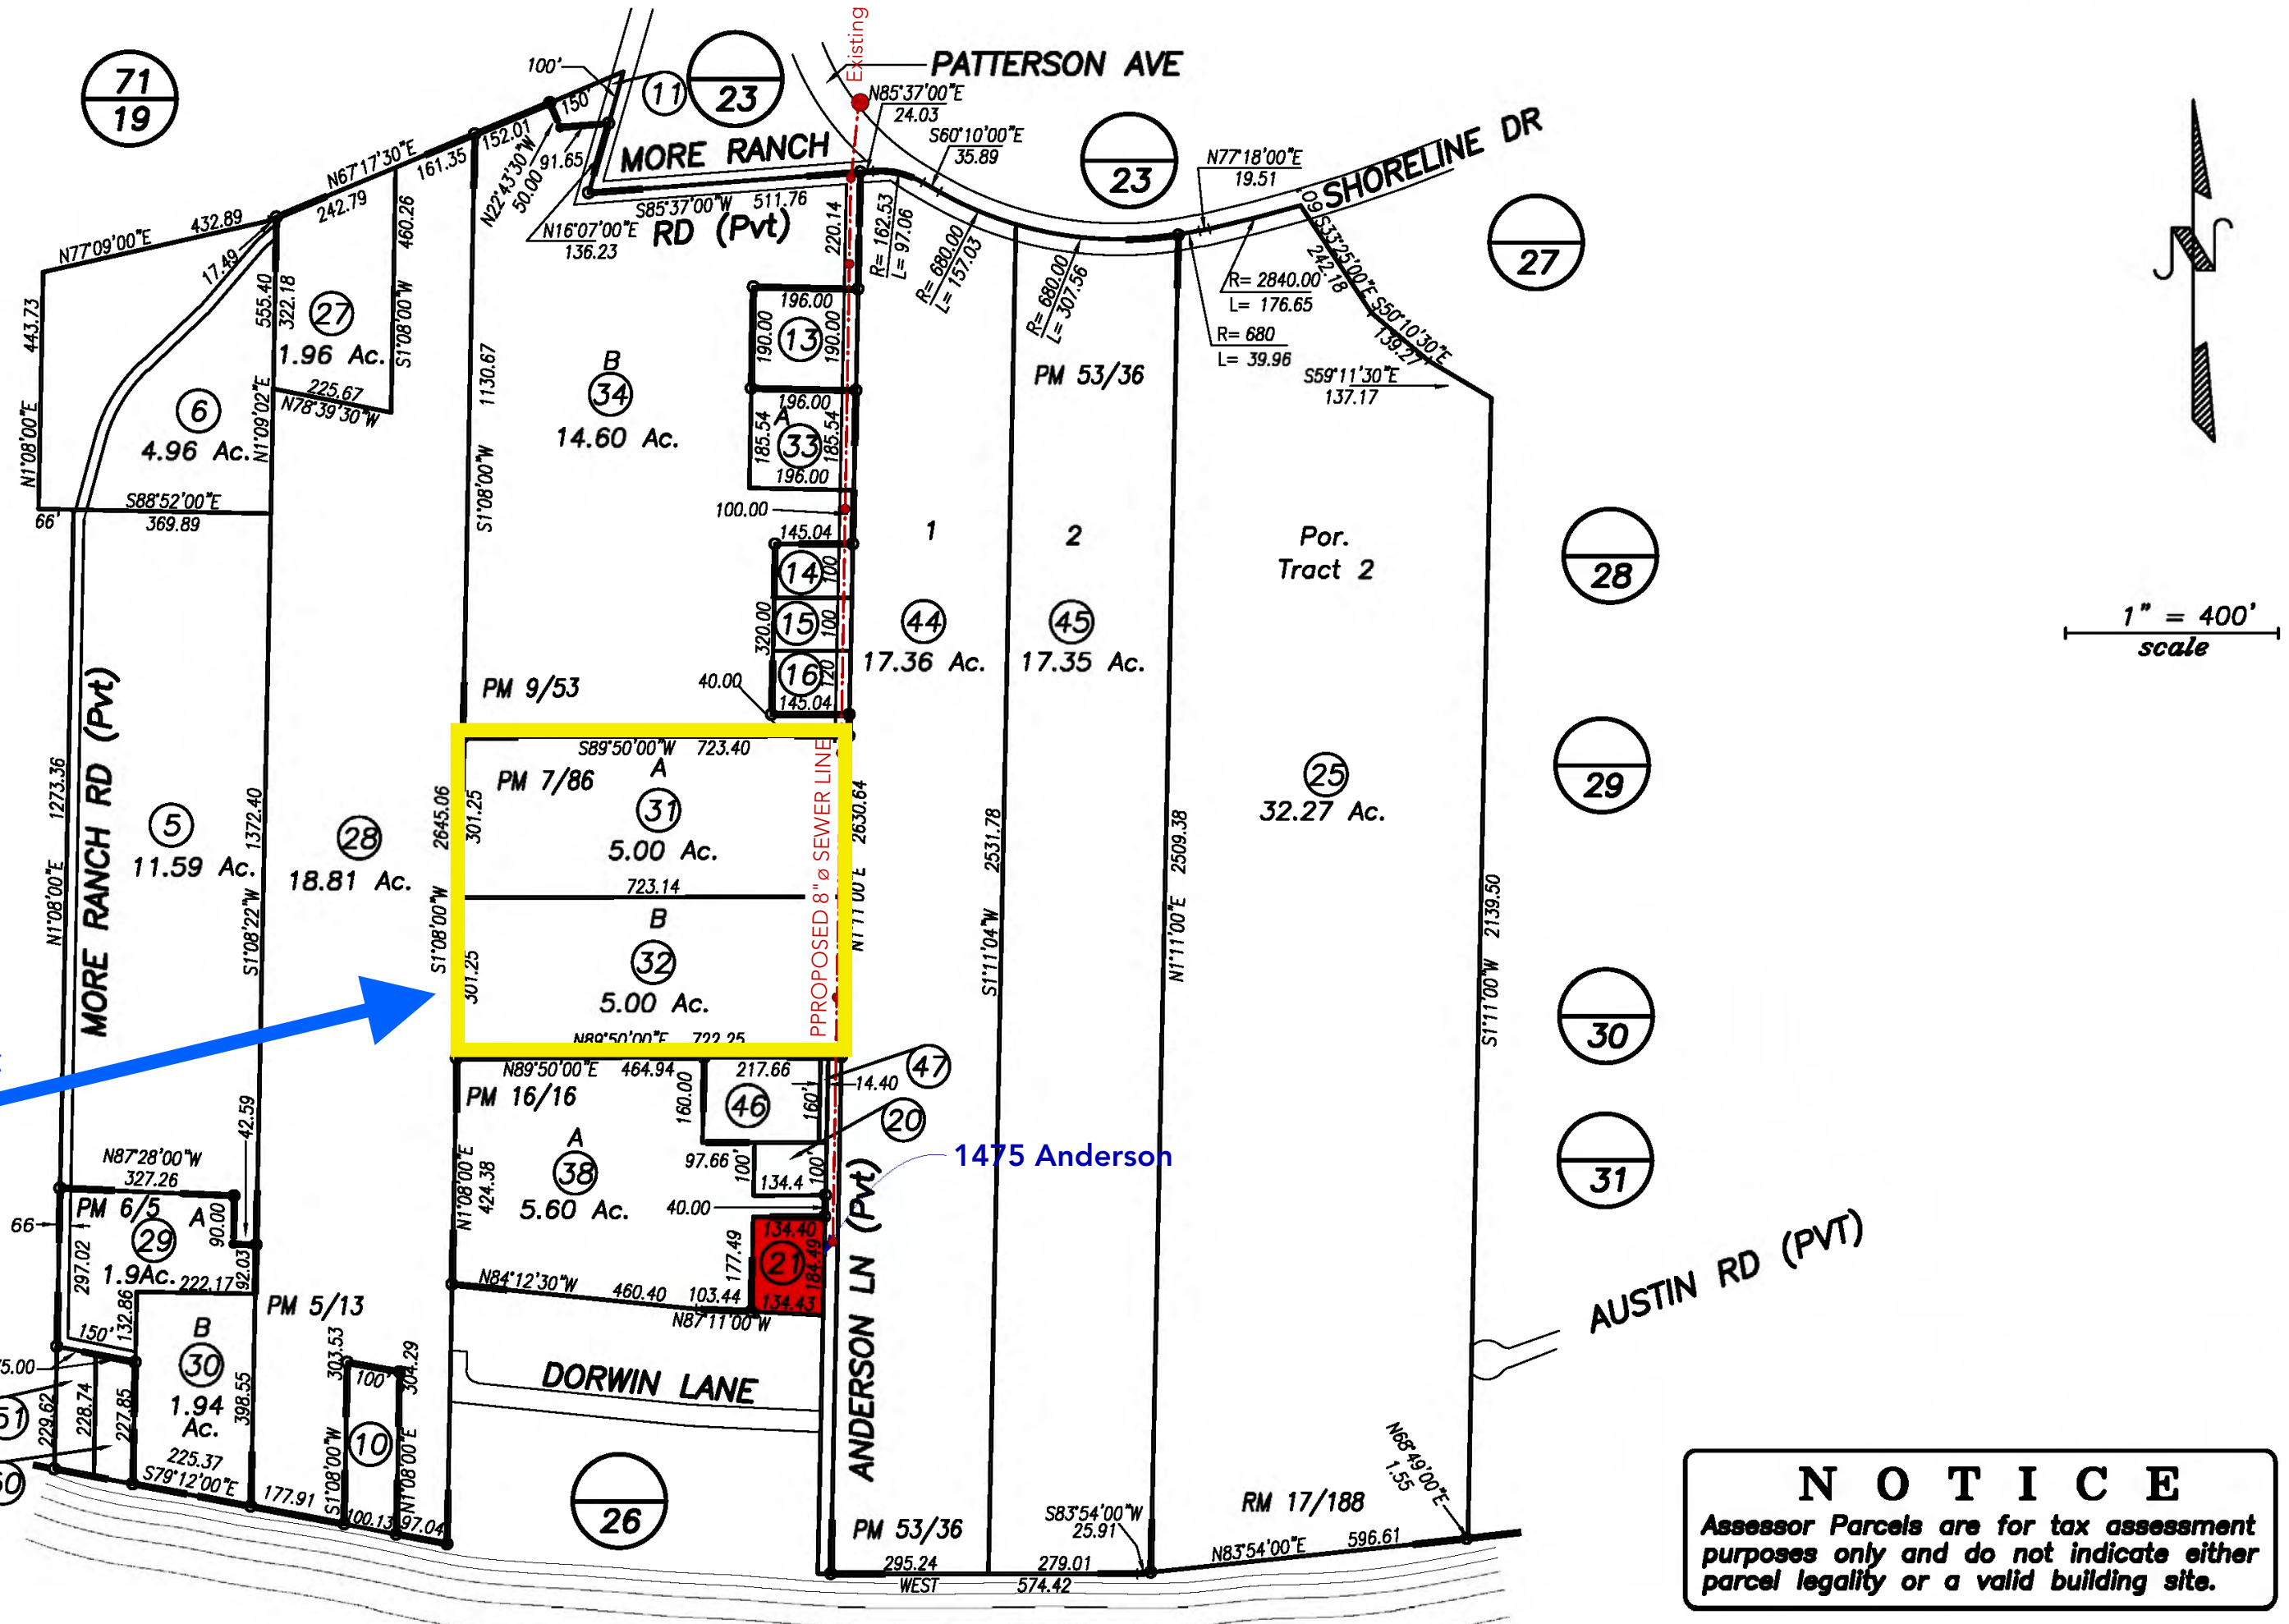 71
19
100'
150'
11
23
Existing
PATTERSON AVE
N85°37'00"E
24.03
S60°10'00"E
35.89
MORE RANCH
RD (Pvt)
23
N77°18'00"E
19.51
SHORELINE DR
60'
27
N67°17'30"E
242.79
161.35
152.01
N22°43'30"W
50.00
91.65
N16°07'00"E
136.23
S85°37'00"W
511.76
220.14
R= 162.53
L= 97.06
R= 680.00
L= 157.03
R= 680.00
L= 307.56
R= 2840.00
L= 176.65
R= 680
L= 39.96
S33°25'00"E
242.18
S50°10'30"E
139.27
S59°11'30"E
137.17
N77°09'00"E
432.89
17.49
443.73
N1°08'00"E
555.40
322.18
N1°09'02"E
27
1.96 Ac.
460.26
S1°08'00"W
225.67
N78°39'30"W
6
4.96 Ac.
S88°52'00"E
369.89
66'
1130.67
S1°08'00"W
B
34
14.60 Ac.
196.00
190.00
13
190.00
196.00
A
185.54
33
185.54
196.00
100.00
145.04
14
100
15
100
320.00
16
120
145.04
40.00
PM 9/53
PM 53/36
1
2
44
17.36 Ac.
45
17.35 Ac.
Por.
Tract 2
28
1" = 400'
scale
MORE RANCH RD (Pvt)
1273.36
N1°08'00"E
5
11.59 Ac.
1372.40
S1°08'22"W
28
18.81 Ac.
2645.06
S1°08'00"W
S89°50'00"W 723.40
PM 7/86
A
31
5.00 Ac.
301.25
723.14
B
32
5.00 Ac.
301.25
N89°50'00"E 722.25
PPROPOSED 8"ø SEWER LINE
2630.64
N1°11'00"E
2531.78
S1°11'04"W
2509.38
N1°11'00"E
25
32.27 Ac.
2139.50
S1°11'00"W
29
30
31
N89°50'00"E 464.94
217.66
PM 16/16
160.00
46
160'
14.40
47
20
A
38
5.60 Ac.
97.66
100'
134.4
100'
40.00
N1°08'00"E
424.38
1475 Anderson
134.40
177.49
21
184.49
134.43
N84°12'30"W
460.40
103.44
N87°11'00"W
42.59
N87°28'00"W
327.26
66'
PM 6/5
A
29
1.9Ac.
90.00
92.03
297.02
222.17
132.86
150'
PM 5/13
B
30
1.94
Ac.
398.55
5.00
51
229.62
228.74
227.85
60
225.37
S79°12'00"E
177.91
303.53
100'
304.29
10
S1°08'00"W
N1°08'00"E
100.13
97.04
DORWIN LANE
26
ANDERSON LN (Pvt)
PM 53/36
295.24
WEST
279.01
574.42
S83°54'00"W
25.91
RM 17/188
N83°54'00"E
596.61
N68°49'00"E
1.55
AUSTIN RD (PVT)
NOTICE
Assessor Parcels are for tax assessment
purposes only and do not indicate either
parcel legality or a valid building site.